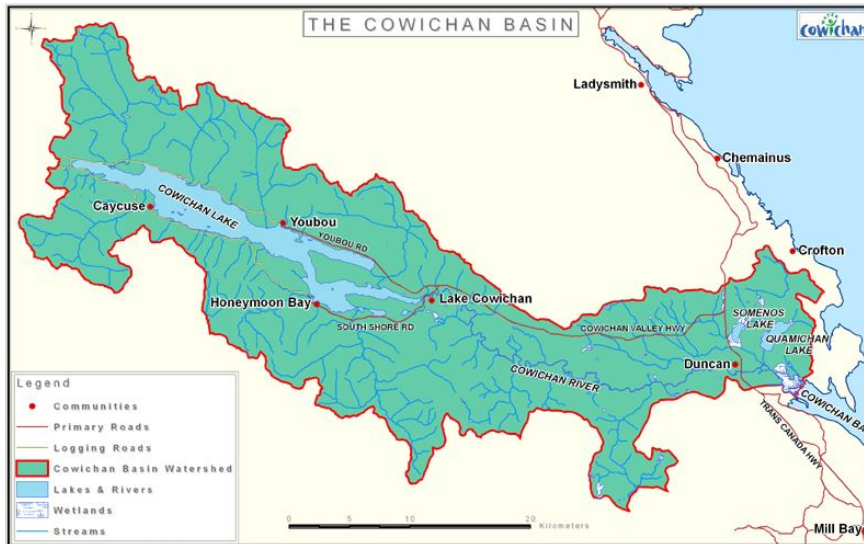 THE COWICHAN BASIN
cowichan
Ladysmith
Chemainus
COWICHAN LAKE
Caycuse
Youbou
YOUBOU RD
Crofton
Honeymoon Bay
Lake Cowichan
SOUTH SHORE RD
COWICHAN VALLEY HWY
SOMENOS
LAKE
QUAMICHAN
LAKE
COWICHAN RIVER
Duncan
COWICHAN BA
TRANS CANADA HWY
Mill Bay
Legend
Communities
Primary Roads
Logging Roads
Cowichan Basin Watershed
Lakes & Rivers
Wetlands
Streams
0 5 10 20
Kilometers